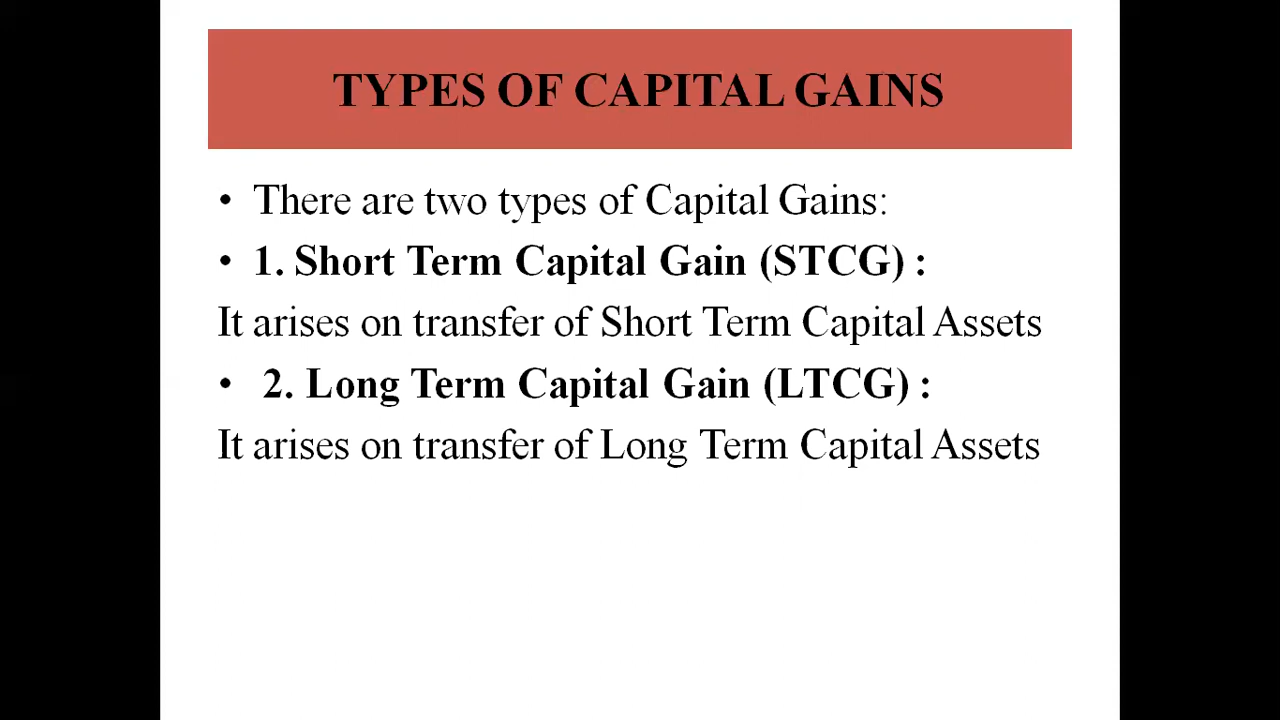 TYPES OF CAPITAL GAINS
• There are two types of Capital Gains:
• 1. Short Term Capital Gain (STCG) :
It arises on transfer of Short Term Capital Assets
• 2. Long Term Capital Gain (LTCG) :
It arises on transfer of Long Term Capital Assets